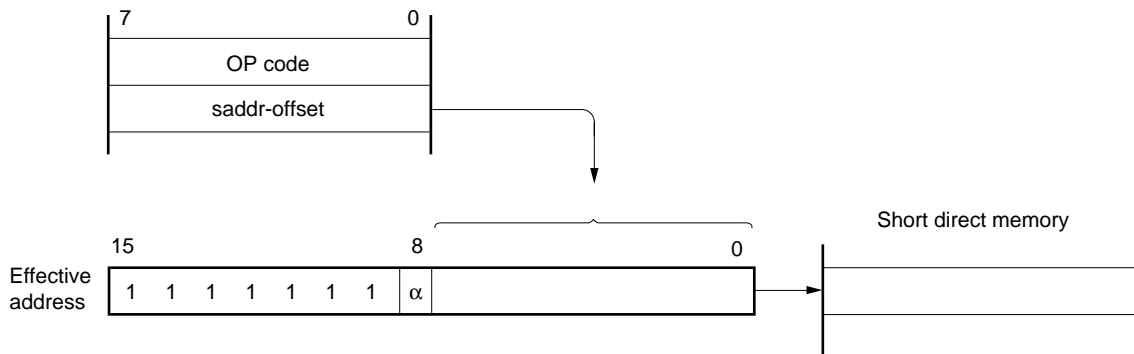 7 0
OP code
saddr-offset
Short direct memory
15 8 0
Effective
address
1 1 1 1 1 1 1 α